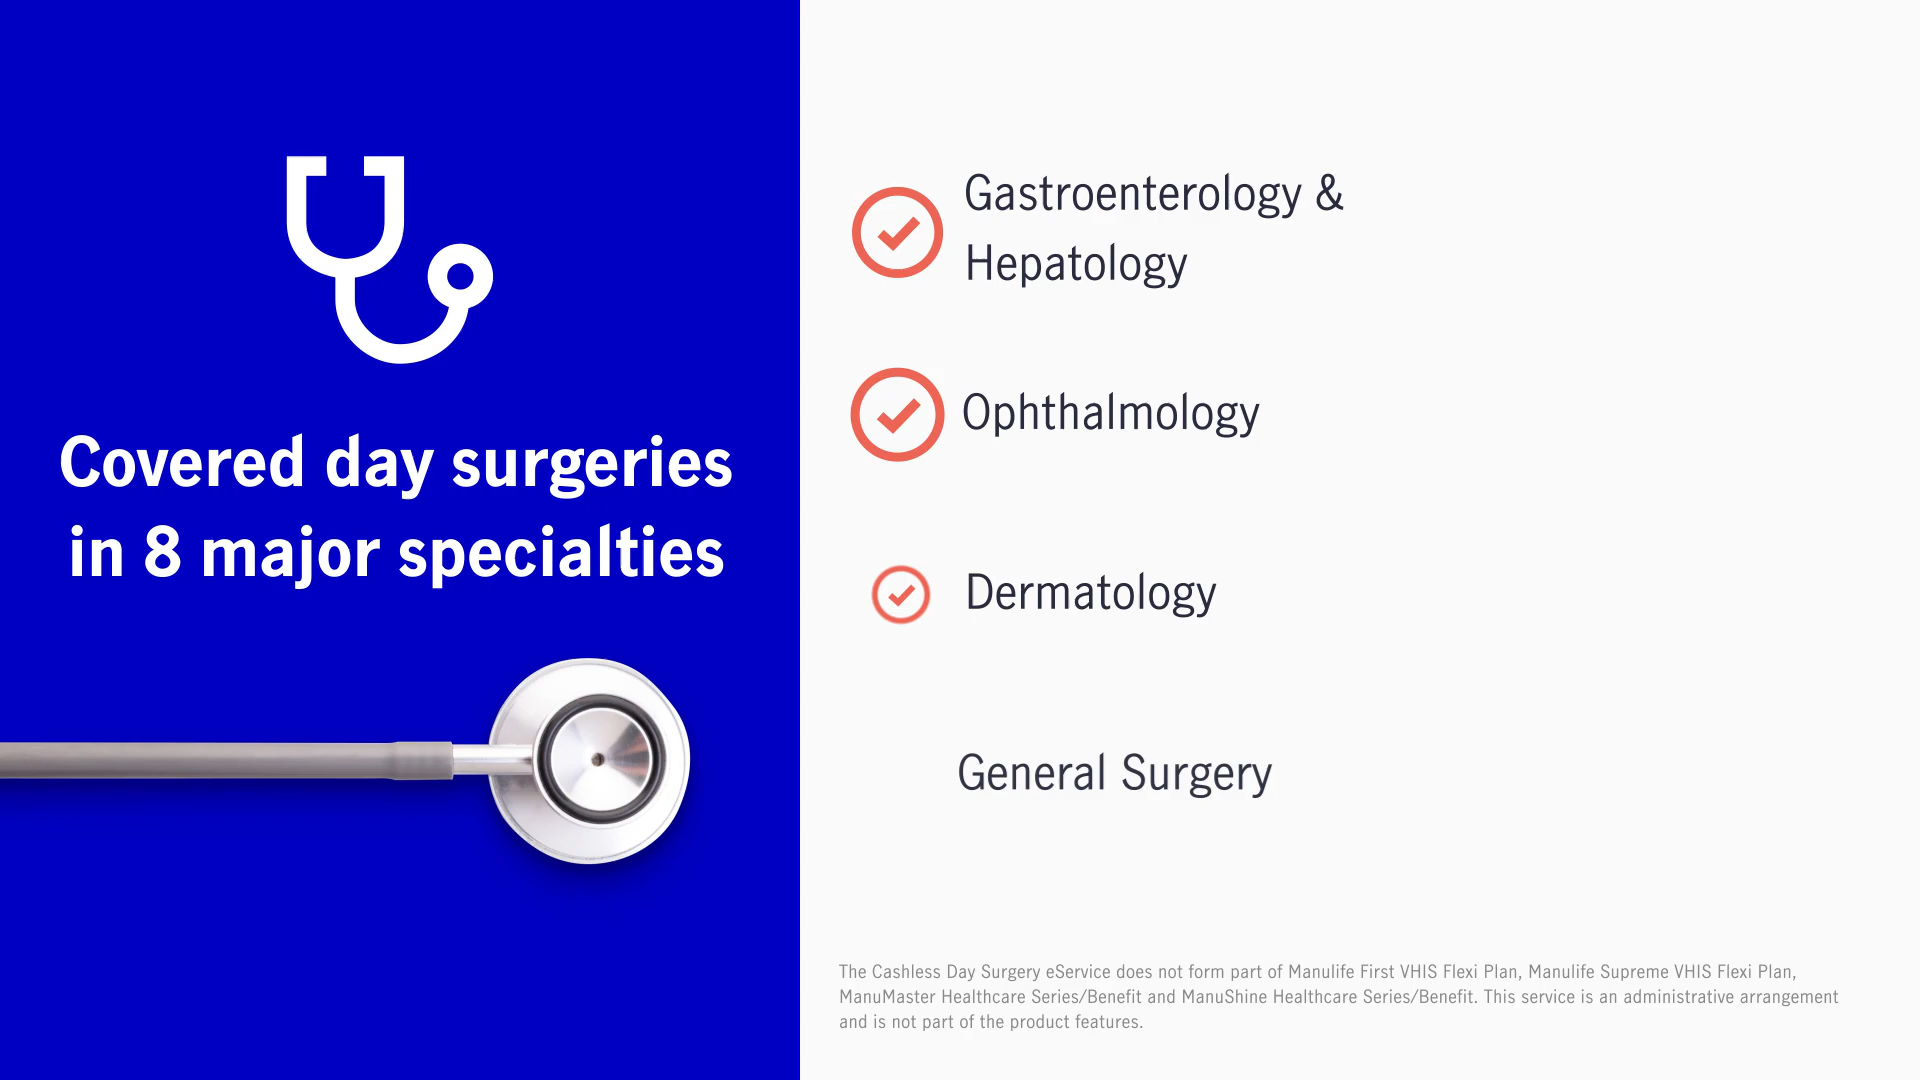 Covered day surgeries
in 8 major specialties
Gastroenterology &
Hepatology
Ophthalmology
Dermatology
General Surgery
The Cashless Day Surgery eService does not form part of Manulife First VHIS Flexi Plan, Manulife Supreme VHIS Flexi Plan,
ManuMaster Healthcare Series/Benefit and ManuShine Healthcare Series/Benefit. This service is an administrative arrangement
and is not part of the product features.